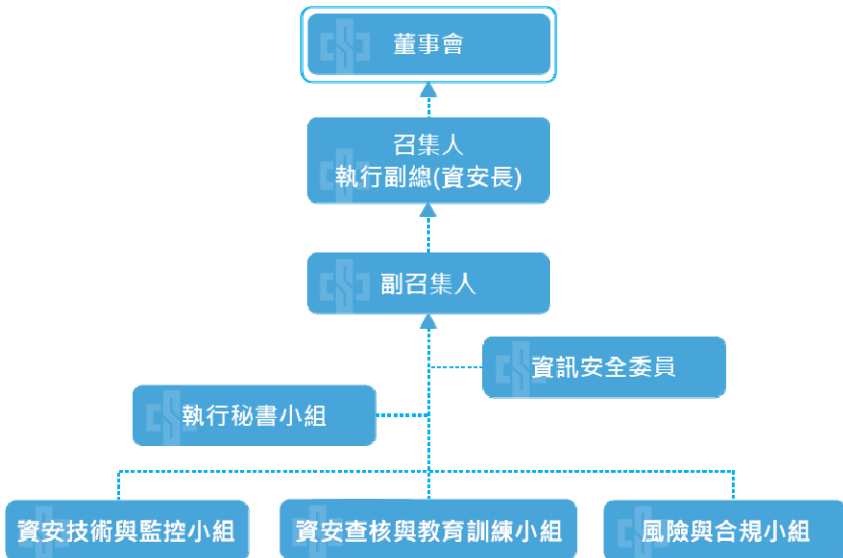 董事會
召集人
執行副總(資安長)
副召集人
資訊安全委員
執行秘書小組
資安技術與監控小組
資安查核與教育訓練小組
風險與合規小組